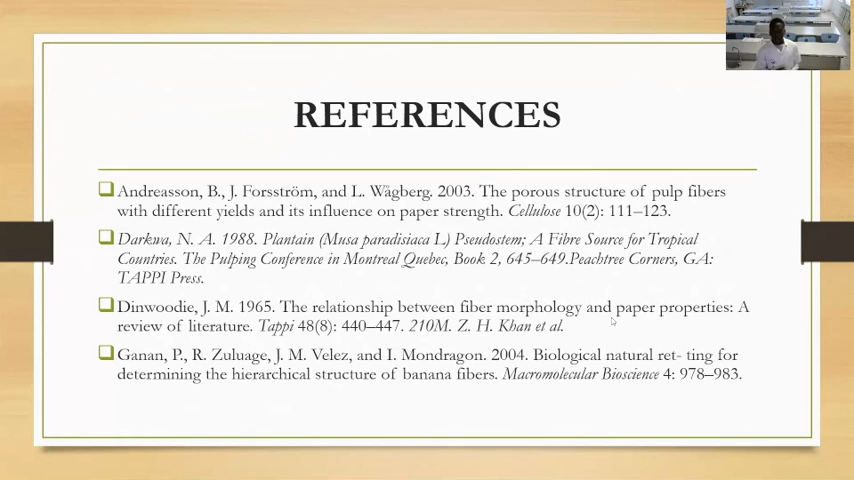 REFERENCES
Andreasson, B., J. Forsström, and L. Wågberg. 2003. The porous structure of pulp fibers
with different yields and its influence on paper strength. Cellulose 10(2): 111–123.
Darkwa, N. A. 1988. Plantain (Musa paradisiaca L) Pseudostem; A Fibre Source for Tropical
Countries. The Pulping Conference in Montreal Quebec, Book 2, 645–649.Peachtree Corners, GA:
TAPPI Press.
Dinwoodie, J. M. 1965. The relationship between fiber morphology and paper properties: A
review of literature. Tappi 48(8): 440–447. 210M. Z. H. Khan et al.
Ganan, P., R. Zuluage, J. M. Velez, and I. Mondragon. 2004. Biological natural ret- ting for
determining the hierarchical structure of banana fibers. Macromolecular Bioscience 4: 978–983.